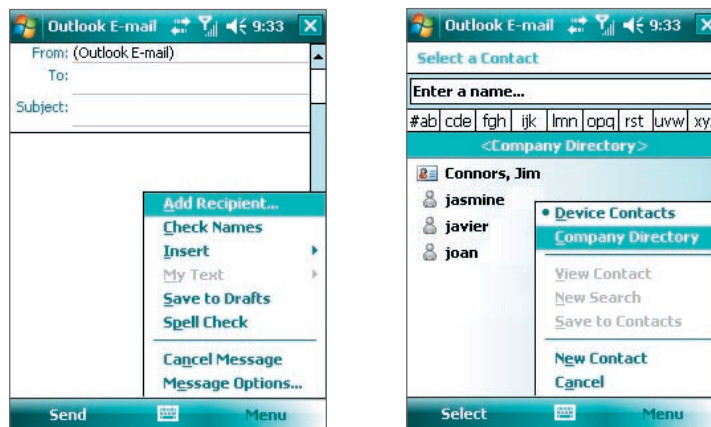 Outlook E-mail 9:33
From: (Outlook E-mail)
To:
Subject:
Add Recipient...
Check Names
Insert
My Text
Save to Drafts
Spell Check
Cancel Message
Message Options...
Send Menu
Outlook E-mail 9:33
Select a Contact
Enter a name...
#ab cde fgh ijk lmn opq rst uvw xy
<Company Directory>
Connors, Jim
jasmine
javier
joan
Device Contacts
Company Directory
View Contact
New Search
Save to Contacts
New Contact
Cancel
Select Menu